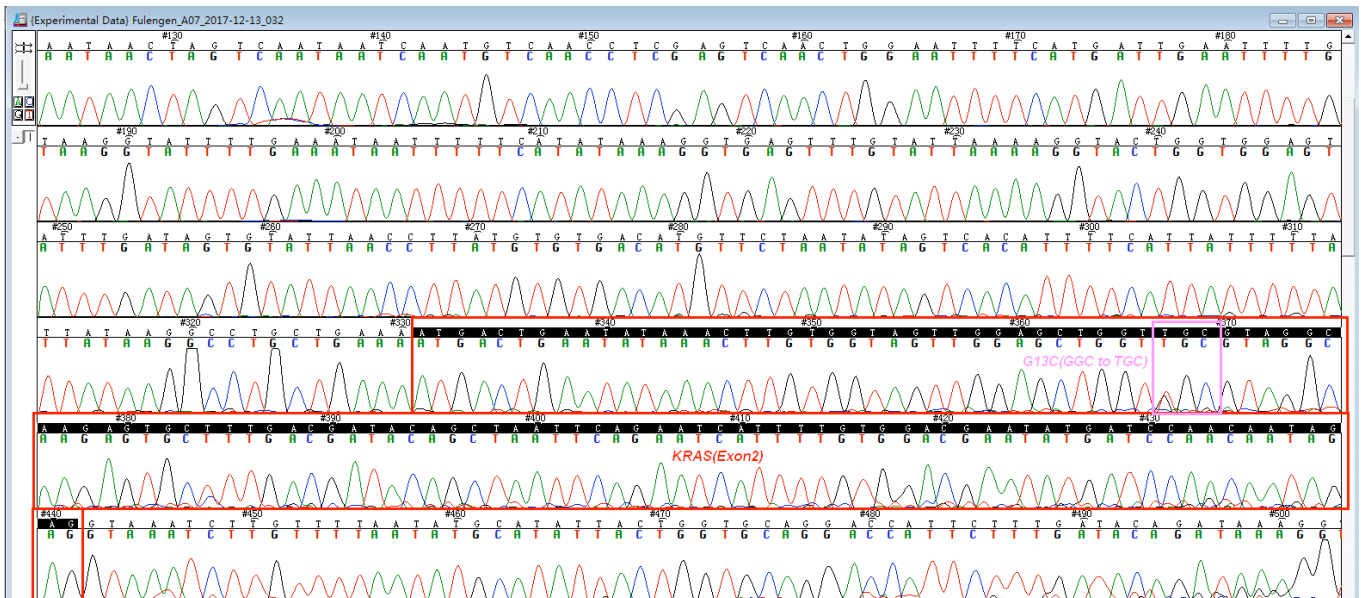 (Experimental Data) Fulengen_A07_2017-12-13_032
#130 #140 #150 #160 #170 #180
A A T A A C T A G T C A A T A A T C A A T G T C A A C C T C G A G T C A A C T G G A A T T T T C A T G A T T G A A T T T T G
A A T A A C T A G T C A A T A A T C A A T G T C A A C C T C G A G T C A A C T G G A A T T T T C A T G A T T G A A T T T T G
A C
G T
#190 #200 #210 #220 #230 #240
T A A G G T A T T T T G A A A T A A T T T T T C A T A T A A A G G T G A G T T T G T A T T A A A A G G T A C T G G T G G A G T
T A A G G T A T T T T G A A A T A A T T T T T C A T A T A A A G G T G A G T T T G T A T T A A A A G G T A C T G G T G G A G T
#250 #260 #270 #280 #290 #300 #310
A T T T G A T A G T G T A T T A A C C T T A T G T G T G A C A T G T T C T A A T A T A G T C A C A T T T T C A T T A T T T T T A
A T T T G A T A G T G T A T T A A C C T T A T G T G T G A C A T G T T C T A A T A T A G T C A C A T T T T C A T T A T T T T T A
#320 #330 #340 #350 #360 #370
T T A T A A G G C C T G C T G A A A A T G A C T G A A T A T A A A C T T G T G G T A G T T G G A G C T G G T T G C G T A G G C
T T A T A A G G C C T G C T G A A A A T G A C T G A A T A T A A A C T T G T G G T A G T T G G A G C T G G T T G C G T A G G C
G13C(GGC to TGC)
#380 #390 #400 #410 #420 #430
A A G A G T G C T T T G A C G A T A C A G C T A A T T C A G A A T C A T T T T G T G G A C G A A T A T G A T C C A A C A A T A G
A A G A G T G C T T T G A C G A T A C A G C T A A T T C A G A A T C A T T T T G T G G A C G A A T A T G A T C C A A C A A T A G
KRAS(Exon2)
#440 #450 #460 #470 #480 #490 #500
A G G T A A A T C T T G T T T T A A T A T G C A T A T T A C T G G T G C A G G A C C A T T C T T T G A T A C A G A T A A A G G T
A G G T A A A T C T T G T T T T A A T A T G C A T A T T A C T G G T G C A G G A C C A T T C T T T G A T A C A G A T A A A G G T